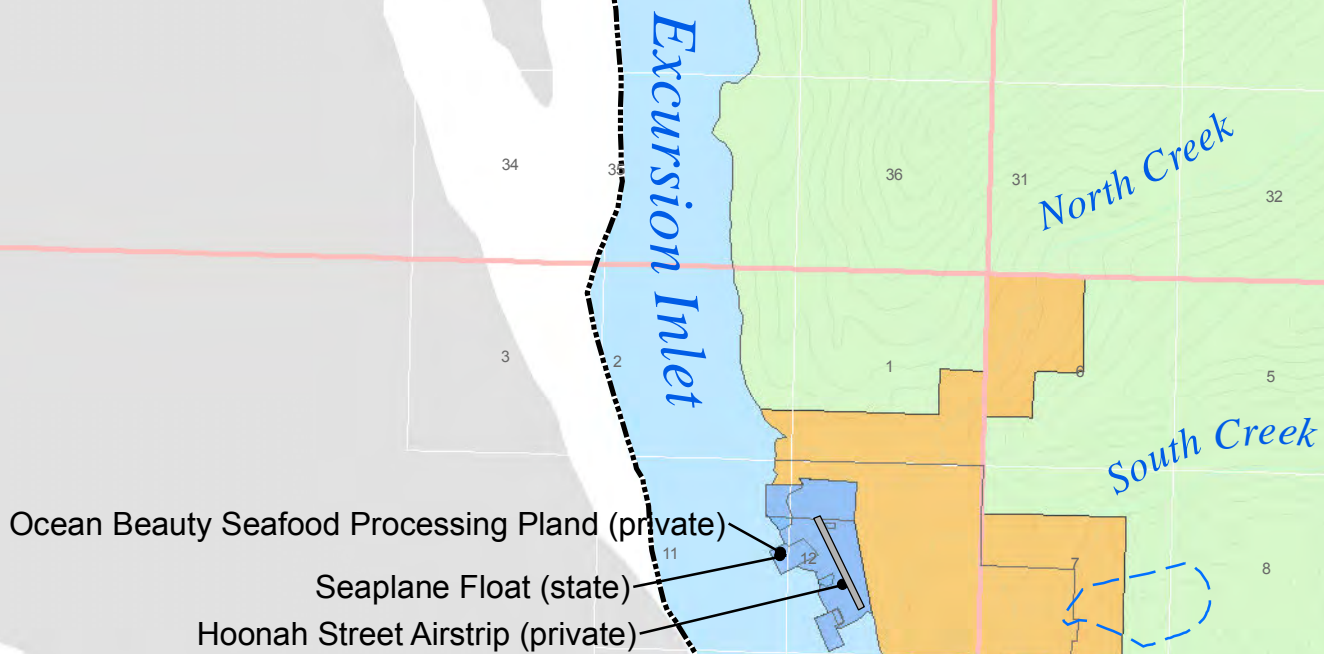 Excursion Inlet
North Creek
34
35
36
31
32
3
2
1
6
5
South Creek
Ocean Beauty Seafood Processing Pland (private)
11
12
7
8
Seaplane Float (state)
Hoonah Street Airstrip (private)